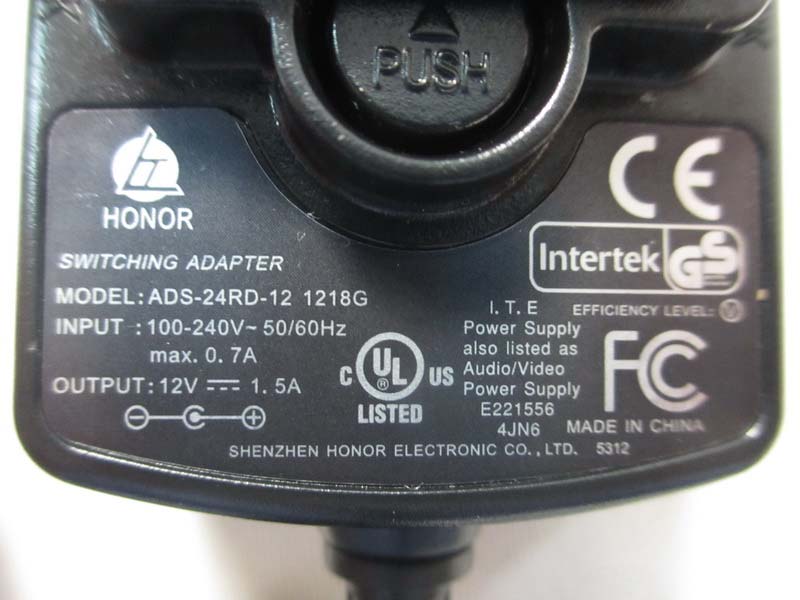 PUSH
HONOR
CE
Intertek GS
SWITCHING ADAPTER
MODEL: ADS-24RD-12 1218G
INPUT : 100-240V~ 50/60Hz
max. 0.7A
OUTPUT: 12V ⎓ 1.5A
C UL ® US
LISTED
I.T.E
Power Supply
also listed as
Audio/Video
Power Supply
E221556
4JN6
EFFICIENCY LEVEL: V
FC
MADE IN CHINA
SHENZHEN HONOR ELECTRONIC CO., LTD. 5312